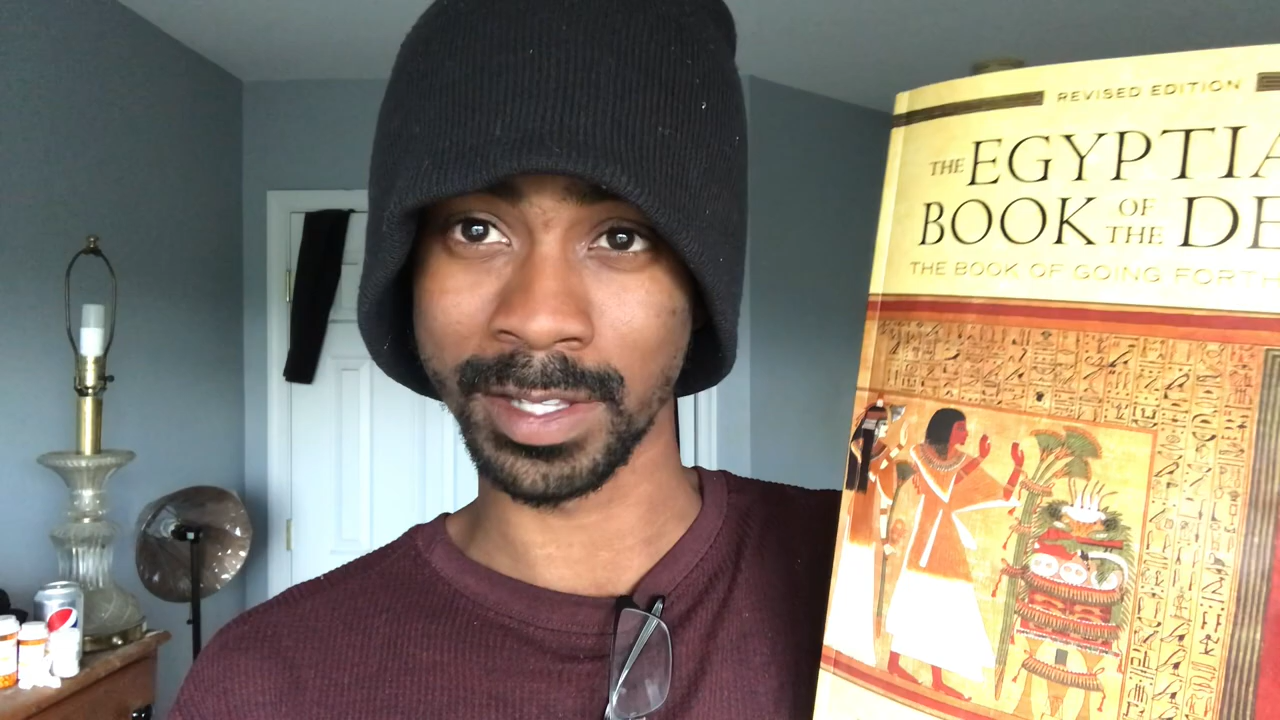 REVISED EDITION
THE EGYPTIA
BOOK OF THE DE
THE BOOK OF GOING FORTH